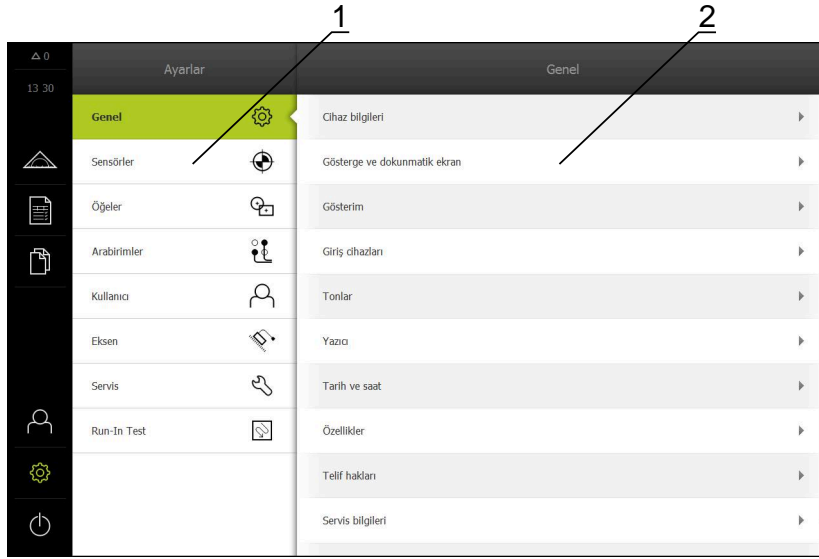 1
2
0
Ayarlar
Genel
13 30
Genel
Cihaz bilgileri
Sensörler
Gösterge ve dokunmatik ekran
Öğeler
Gösterim
Arabirimler
Giriş cihazları
Kullanıcı
Tonlar
Eksen
Yazıcı
Servis
Tarih ve saat
Run-In Test
Özellikler
Telif hakları
Servis bilgileri